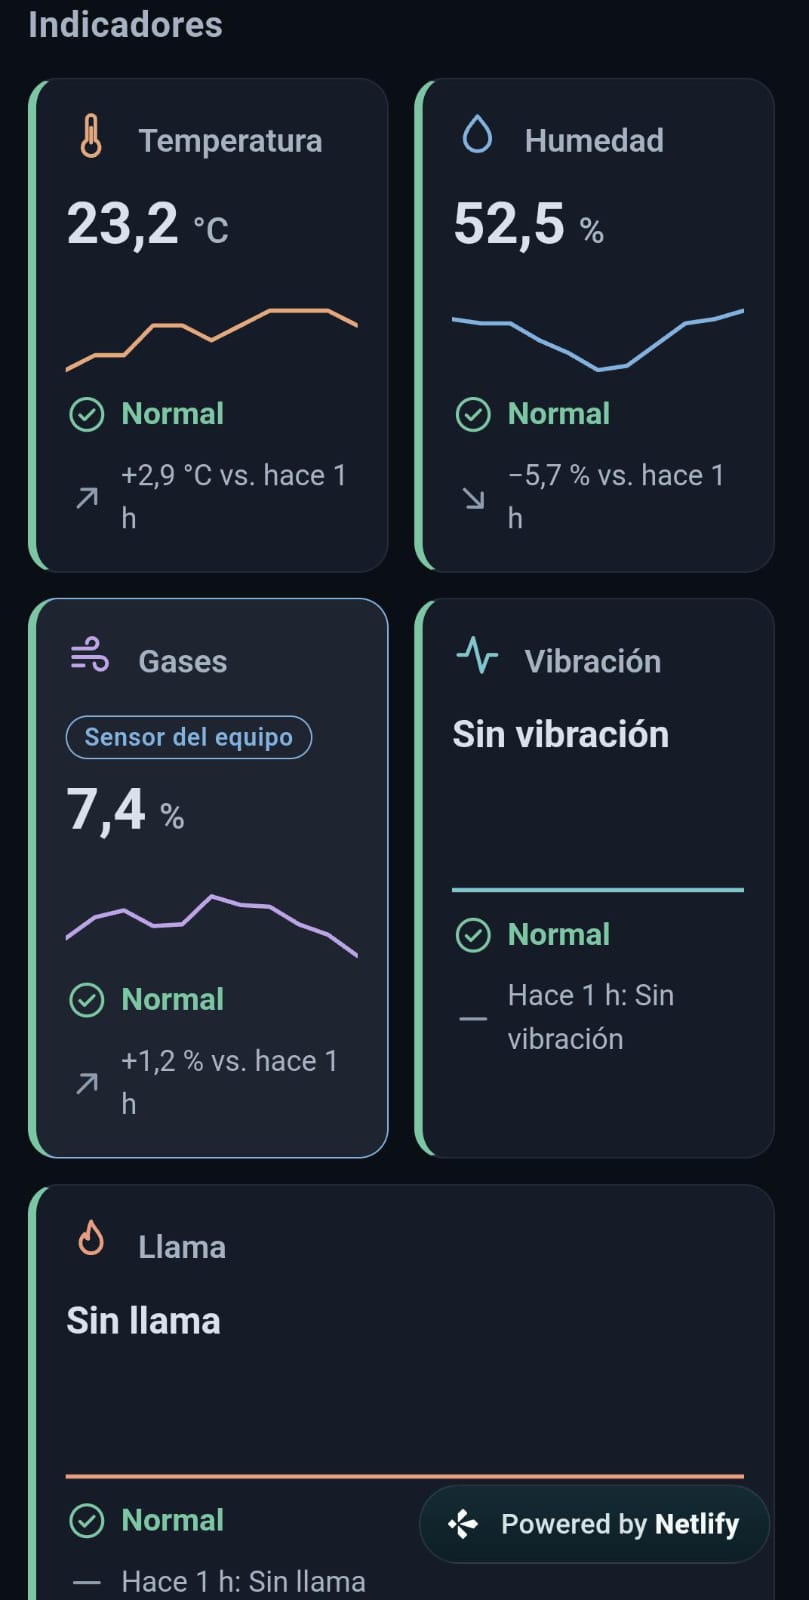 Indicadores
Temperatura
23,2 °C
Normal
+2,9 °C vs. hace 1
h
Humedad
52,5 %
Normal
−5,7 % vs. hace 1
h
Gases
Sensor del equipo
7,4 %
Normal
+1,2 % vs. hace 1
h
Vibración
Sin vibración
Normal
Hace 1 h: Sin
vibración
Llama
Sin llama
Normal
Hace 1 h: Sin llama
Powered by Netlify